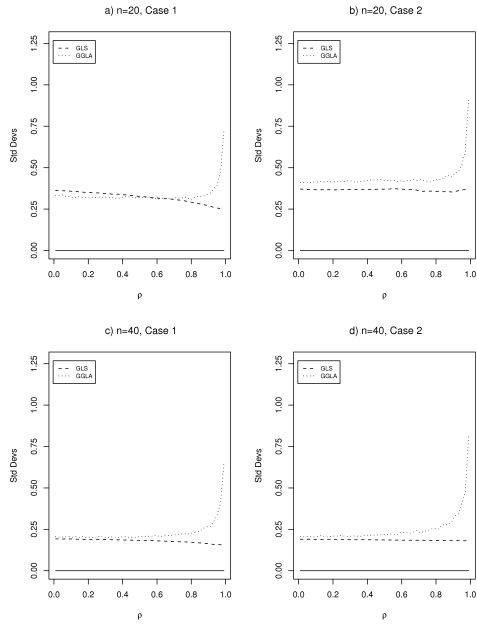 a) n=20, Case 1
b) n=20, Case 2
1.25
1.00
0.75
0.50
0.25
0.00
Std Devs
GLS
GGLA
0.0 0.2 0.4 0.6 0.8 1.0
ρ
1.25
1.00
0.75
0.50
0.25
0.00
Std Devs
GLS
GGLA
0.0 0.2 0.4 0.6 0.8 1.0
ρ
c) n=40, Case 1
d) n=40, Case 2
1.25
1.00
0.75
0.50
0.25
0.00
Std Devs
GLS
GGLA
0.0 0.2 0.4 0.6 0.8 1.0
ρ
1.25
1.00
0.75
0.50
0.25
0.00
Std Devs
GLS
GGLA
0.0 0.2 0.4 0.6 0.8 1.0
ρ